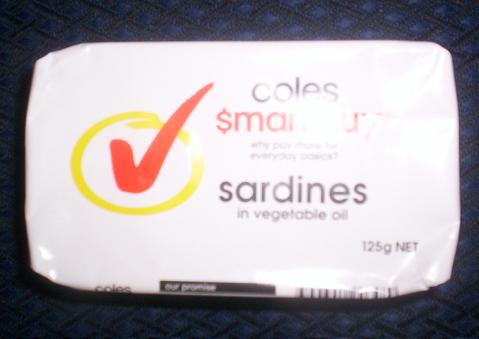 coles
$mart buy
why pay more for
everyday basics?
sardines
in vegetable oil
125g NET
coles
our promise